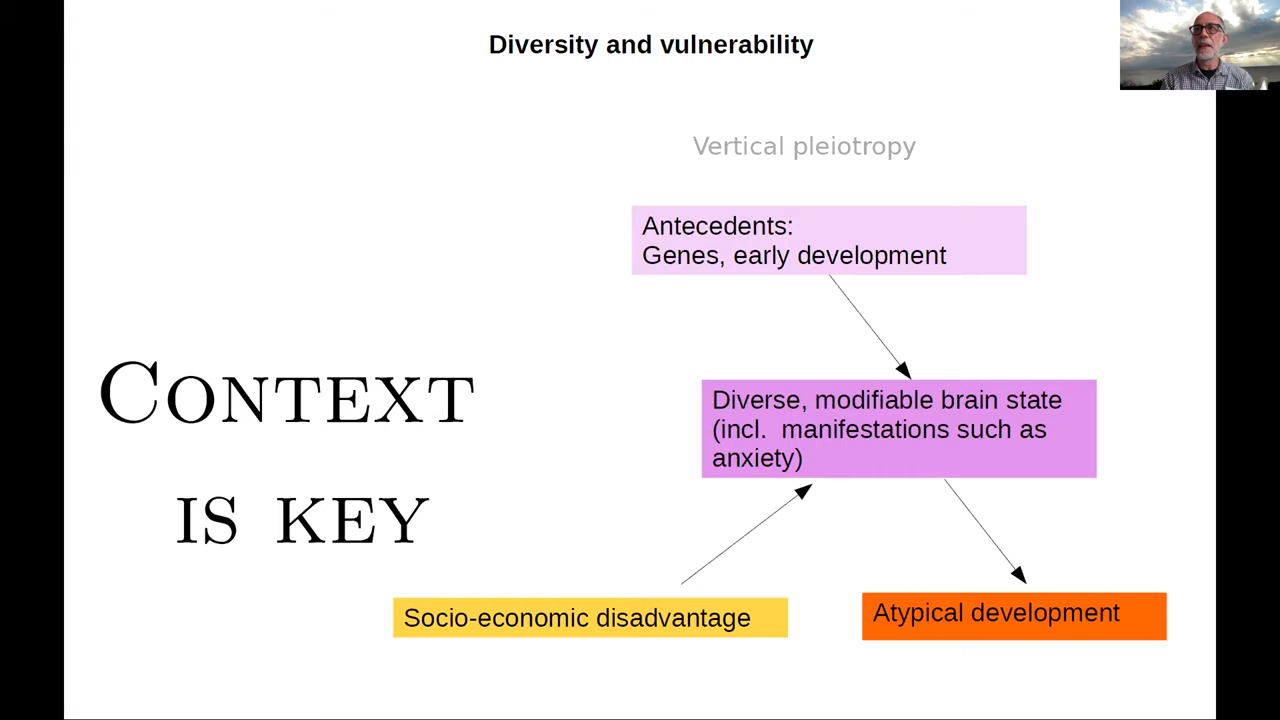 Diversity and vulnerability
Vertical pleiotropy
Antecedents:
Genes, early development
Context
is key
Diverse, modifiable brain state
(incl.  manifestations such as
anxiety)
Socio-economic disadvantage
Atypical development